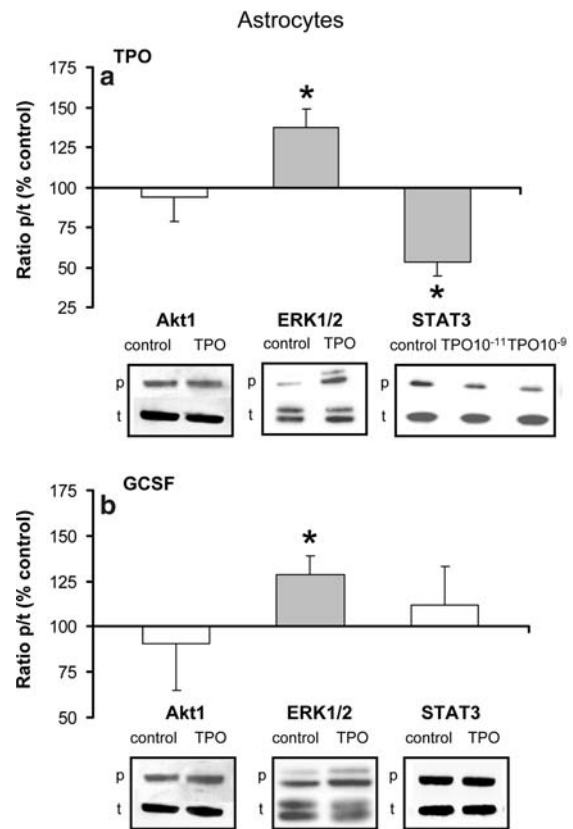 Astrocytes
a TPO
Ratio p/t (% control)
175
150
125
100
75
50
25
*
*
Akt1 ERK1/2 STAT3
control TPO control TPO control TPO10⁻¹¹ TPO10⁻⁹
p p p
t t t
b GCSF
Ratio p/t (% control)
175
150
125
100
75
50
*
Akt1 ERK1/2 STAT3
control TPO control TPO control TPO
p p p
t t t